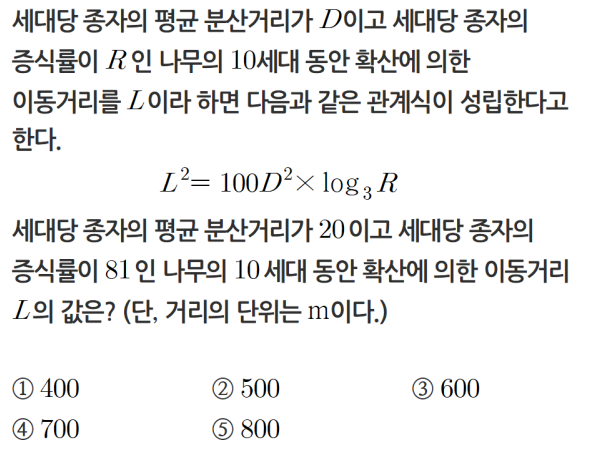 세대당 종자의 평균 분산거리가 D이고 세대당 종자의
증식률이 R인 나무의 10세대 동안 확산에 의한
이동거리를 L이라 하면 다음과 같은 관계식이 성립한다고
한다.
L²= 100D²× log₃R
세대당 종자의 평균 분산거리가 20이고 세대당 종자의
증식률이 81인 나무의 10세대 동안 확산에 의한 이동거리
L의 값은? (단, 거리의 단위는 m이다.)
① 400 ② 500 ③ 600
④ 700 ⑤ 800